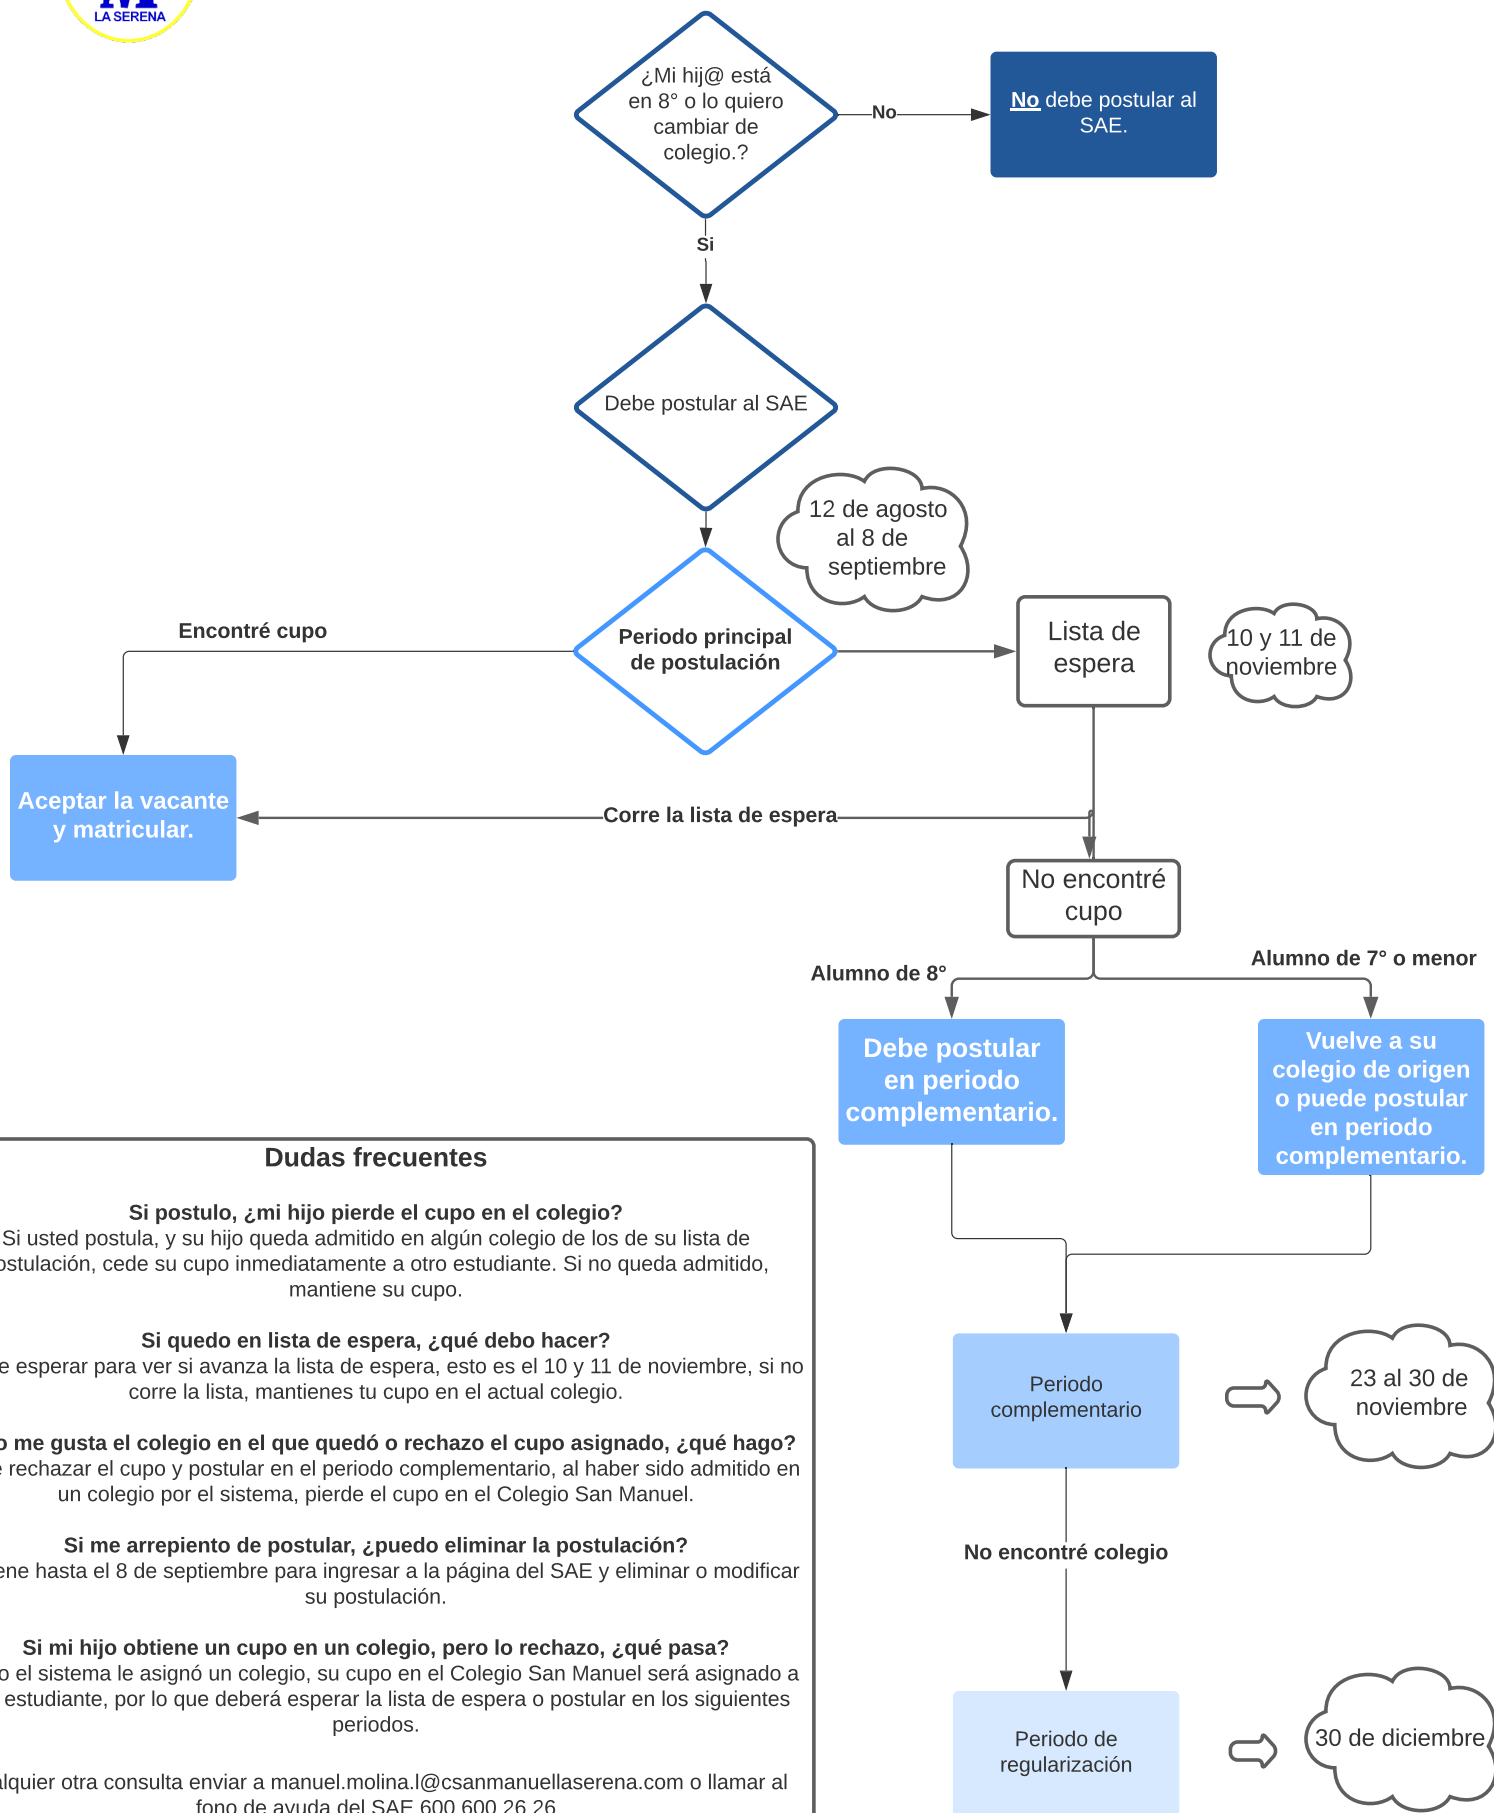 LA SERENA
¿Mi hij@ está
en 8° o lo quiero
cambiar de
colegio.?
No
No debe postular al
SAE.
Si
Debe postular al SAE
12 de agosto
al 8 de
septiembre
Periodo principal
de postulación
Encontré cupo
Lista de
espera
10 y 11 de
noviembre
Aceptar la vacante
y matricular.
Corre la lista de espera
No encontré
cupo
Alumno de 8°
Alumno de 7° o menor
Debe postular
en periodo
complementario.
Vuelve a su
colegio de origen
o puede postular
en periodo
complementario.
Dudas frecuentes
Si postulo, ¿mi hijo pierde el cupo en el colegio?
Si usted postula, y su hijo queda admitido en algún colegio de los de su lista de
ostulación, cede su cupo inmediatamente a otro estudiante. Si no queda admitido,
mantiene su cupo.
Si quedo en lista de espera, ¿qué debo hacer?
e esperar para ver si avanza la lista de espera, esto es el 10 y 11 de noviembre, si no
corre la lista, mantienes tu cupo en el actual colegio.
o me gusta el colegio en el que quedó o rechazo el cupo asignado, ¿qué hago?
e rechazar el cupo y postular en el periodo complementario, al haber sido admitido en
un colegio por el sistema, pierde el cupo en el Colegio San Manuel.
Si me arrepiento de postular, ¿puedo eliminar la postulación?
ene hasta el 8 de septiembre para ingresar a la página del SAE y eliminar o modificar
su postulación.
Si mi hijo obtiene un cupo en un colegio, pero lo rechazo, ¿qué pasa?
o el sistema le asignó un colegio, su cupo en el Colegio San Manuel será asignado a
estudiante, por lo que deberá esperar la lista de espera o postular en los siguientes
periodos.
alquier otra consulta enviar a manuel.molina.l@csanmanuellaserena.com o llamar al
fono de ayuda del SAE 600 600 26 26
Periodo
complementario
23 al 30 de
noviembre
No encontré colegio
Periodo de
regularización
30 de diciembre